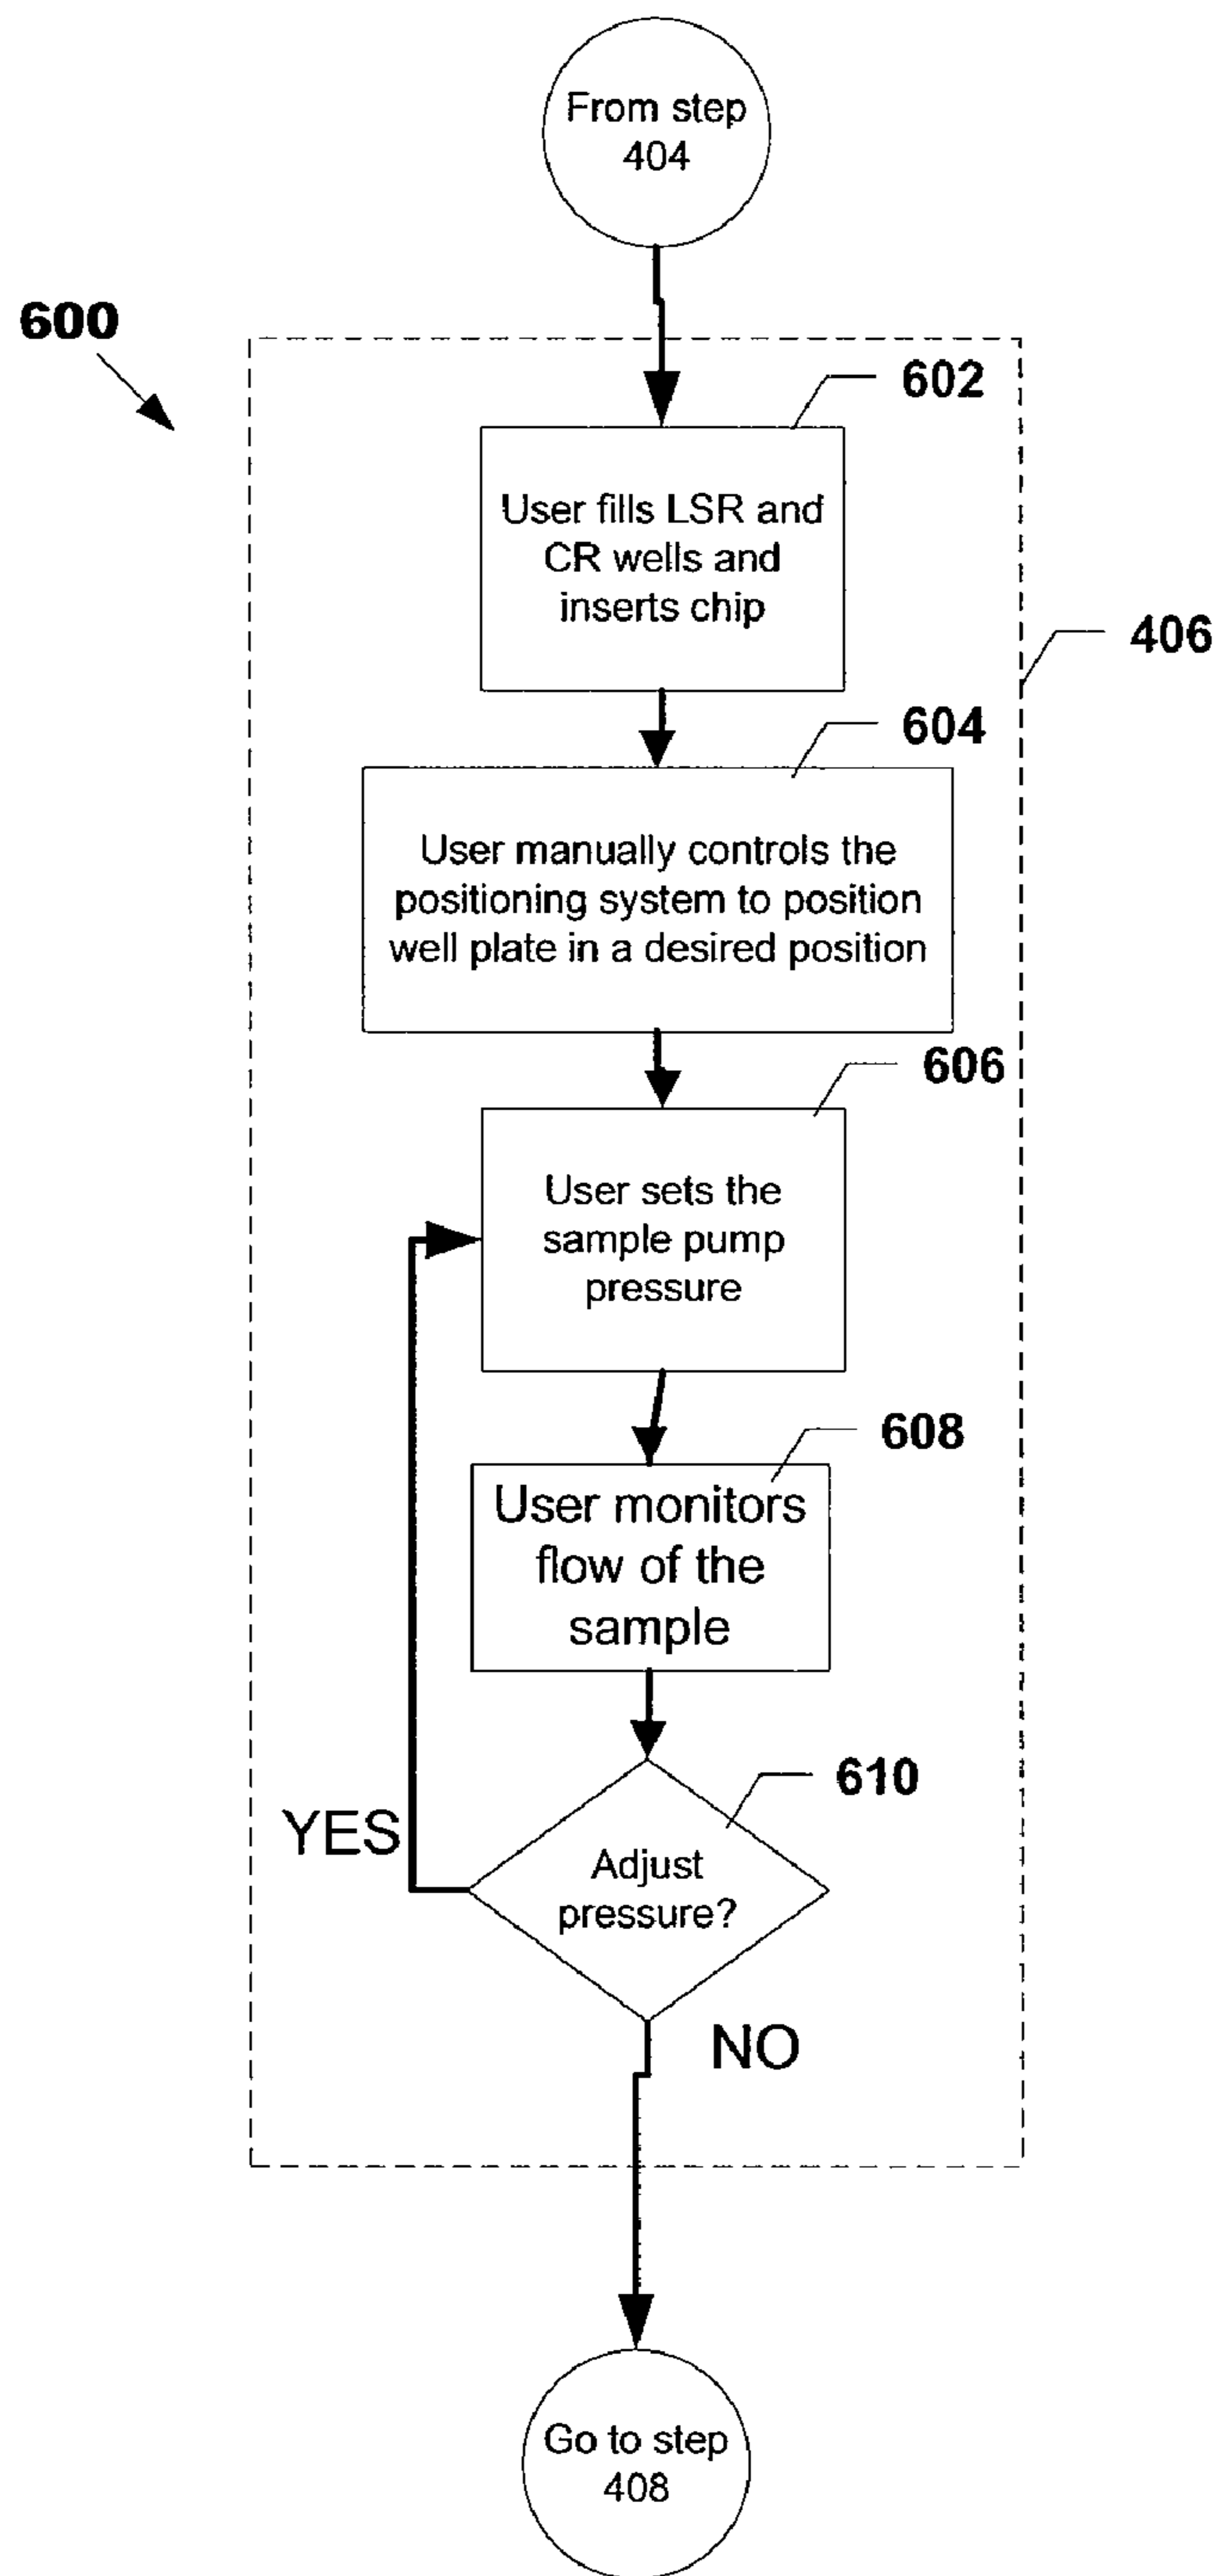 From step
404
600
602
User fills LSR and
CR wells and
inserts chip
406
604
User manually controls the
positioning system to position
well plate in a desired position
606
User sets the
sample pump
pressure
608
User monitors
flow of the
sample
610
YES
Adjust
pressure?
NO
Go to step
408